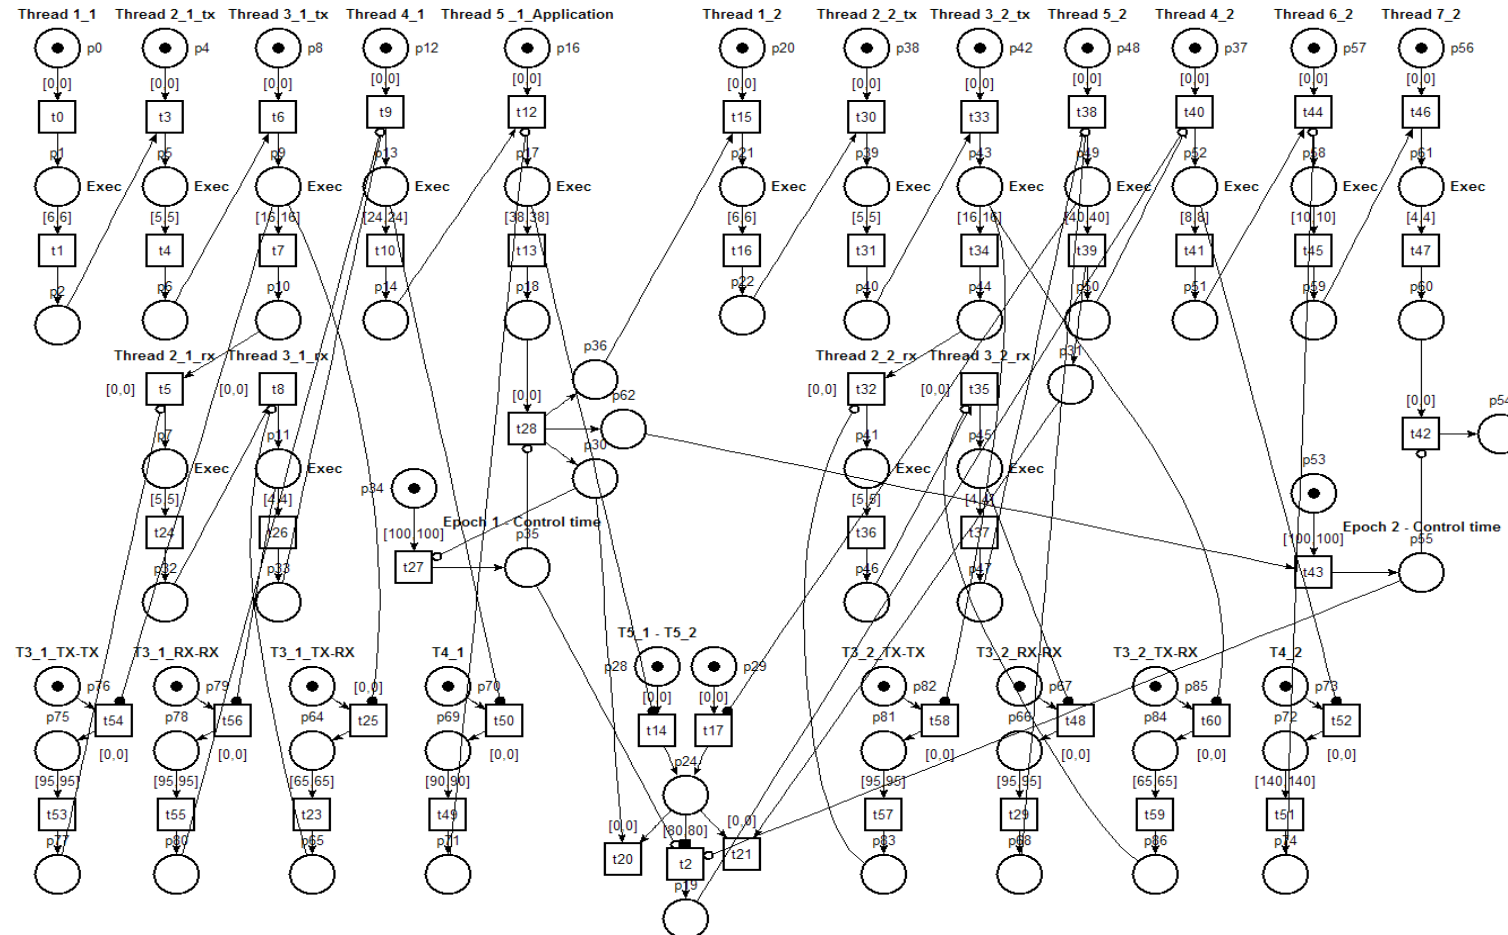 Thread 1_1 Thread 2_1_tx Thread 3_1_tx Thread 4_1 Thread 5 _1_Application Thread 1_2 Thread 2_2_tx Thread 3_2_tx Thread 5_2 Thread 4_2 Thread 6_2 Thread 7_2
p0 p4 p8 p12 p16 p20 p38 p42 p48 p37 p57 p56
[0,0] [0,0] [0,0] [0,0] [0,0] [0,0] [0,0] [0,0] [0,0] [0,0] [0,0] [0,0]
t0 t3 t6 t9 t12 t15 t30 t33 t38 t40 t44 t46
p1 p5 p9 p13 p17 p21 p39 p43 p49 p52 p58 p61
Exec Exec Exec Exec Exec Exec Exec Exec Exec Exec Exec Exec
[6,6] [5,5] [16,16] [24,24] [38,38] [6,6] [5,5] [16,16] [40,40] [8,8] [10,10] [4,4]
t1 t4 t7 t10 t13 t16 t31 t34 t39 t41 t45 t47
p2 p6 p10 p14 p18 p22 p40 p44 p50 p51 p59 p60
p36 p31
Thread 2_1_rx Thread 3_1_rx Thread 2_2_rx Thread 3_2_rx
[0,0] t5 [0,0] t8 [0,0] t32 [0,0] t35
[0,0] p62 [0,0] p54
t28 t42
p7 p11 p30 p41 p45
Exec Exec Exec Exec
p34 p53
[5,5] [4,4] [5,5] [4,4]
Epoch 1 - Control time Epoch 2 - Control time
t24 t26 [100,100] p35 t36 t37 [100,100] p55
p32 p33 t27 p46 p47 t43
T5_1 - T5_2
T3_1_TX-TX T3_1_RX-RX T3_1_TX-RX T4_1 T3_2_TX-TX T3_2_RX-RX T3_2_TX-RX T4_2
p28 p29
p76 p79 [0,0] p70 p82 p67 p85 p73
[0,0] [0,0]
p75 t54 p78 t56 p64 t25 p69 t50 t14 t17 p81 t58 p66 t48 p84 t60 p72 t52
[0,0] [0,0] [0,0] [0,0] [0,0] [0,0] [0,0]
p24
[95,95] [95,95] [65,65] [90,90] [95,95] [95,95] [65,65] [140,140]
t53 t55 t23 t49 t57 t29 t59 t51
[0,0] [80,80] [0,0]
p77 p80 p65 p71 p83 p68 p86 p74
t20 t2 t21
p19